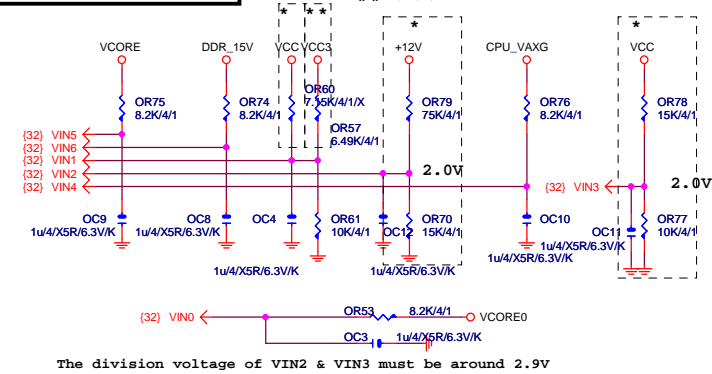 * * * * *
VCORE DDR_15V VCC VCC3 +12V CPU_VAXG VCC
OR75
8.2K/4/1
OR74
8.2K/4/1
OR60
7.15K/4/1/X
OR57
6.49K/4/1
OR79
75K/4/1
OR76
8.2K/4/1
OR78
15K/4/1
{32} VIN5
{32} VIN6
{32} VIN1
{32} VIN2
{32} VIN4
2.0V
{32} VIN3
2.0V
OC9
1u/4/X5R/6.3V/K
OC8
1u/4/X5R/6.3V/K
OC4
1u/4/X5R/6.3V/K
OR61
10K/4/1
OC12
1u/4/X5R/6.3V/K
OR70
15K/4/1
OC10
1u/4/X5R/6.3V/K
OC11
1u/4/X5R/6.3V/K
OR77
10K/4/1
{32} VIN0
OR53 8.2K/4/1
VCORE0
OC3 1u/4/X5R/6.3V/K
The division voltage of VIN2 & VIN3 must be around 2.9V